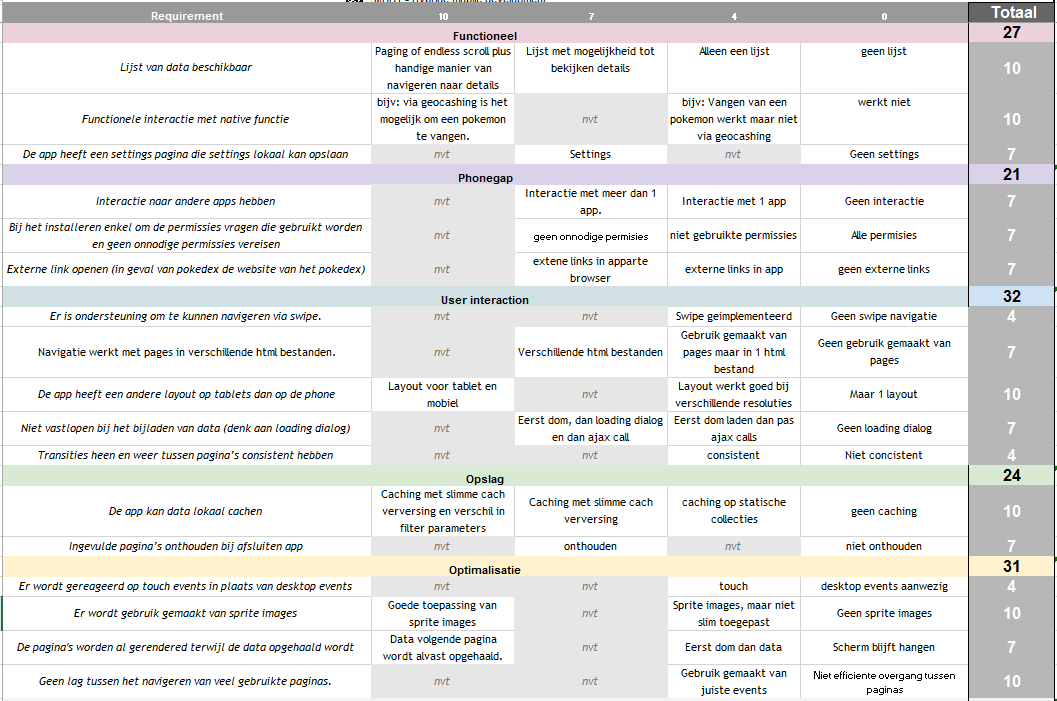 Requirement 10 7 4 0 Totaal
Functioneel 27
Lijst van data beschikbaar
Paging of endless scroll plus
handige manier van
navigeren naar details
Lijst met mogelijkheid tot
bekijken details
Alleen een lijst
geen lijst
10
Functionele interactie met native functie
bijv: via geocashing is het
mogelijk om een pokemon
te vangen.
nvt
bijv: Vangen van een
pokemon werkt maar niet
via geocashing
werkt niet
10
De app heeft een settings pagina die settings lokaal kan opslaan
nvt
Settings
nvt
Geen settings
7
Phonegap 21
Interactie naar andere apps hebben
nvt
Interactie met meer dan 1
app.
Interactie met 1 app
Geen interactie
7
Bij het installeren enkel om de permissies vragen die gebruikt worden
en geen onnodige permissies vereisen
nvt
geen onnodige permisies
niet gebruikte permissies
Alle permisies
7
Externe link openen (in geval van pokedex de website van het pokedex)
nvt
extene links in apparte
browser
externe links in app
geen externe links
7
User interaction 32
Er is ondersteuning om te kunnen navigeren via swipe.
nvt
nvt
Swipe geimplementeerd
Geen swipe navigatie
4
Navigatie werkt met pages in verschillende html bestanden.
nvt
Verschillende html bestanden
Gebruik gemaakt van
pages maar in 1 html
bestand
Geen gebruik gemaakt van
pages
7
De app heeft een andere layout op tablets dan op de phone
Layout voor tablet en
mobiel
nvt
Layout werkt goed bij
verschillende resoluties
Maar 1 layout
10
Niet vastlopen bij het bijladen van data (denk aan loading dialog)
nvt
Eerst dom, dan loading dialog
en dan ajax call
Eerst dom laden dan pas
ajax calls
Geen loading dialog
7
Transities heen en weer tussen pagina's consistent hebben
nvt
nvt
consistent
Niet concistent
4
Opslag 24
De app kan data lokaal cachen
Caching met slimme cach
verversing en verschil in
filter parameters
Caching met slimme cach
verversing
caching op statische
collecties
geen caching
10
Ingevulde pagina's onthouden bij afsluiten app
nvt
onthouden
nvt
niet onthouden
7
Optimalisatie 31
Er wordt gereageerd op touch events in plaats van desktop events
nvt
nvt
touch
desktop events aanwezig
4
Er wordt gebruik gemaakt van sprite images
Goede toepassing van
sprite images
nvt
Sprite images, maar niet
slim toegepast
Geen sprite images
10
De pagina's worden al gerendered terwijl de data opgehaald wordt
Data volgende pagina
wordt alvast opgehaald.
nvt
Eerst dom dan data
Scherm blijft hangen
7
Geen lag tussen het navigeren van veel gebruikte paginas.
nvt
nvt
Gebruik gemaakt van
juiste events
Niet efficiente overgang tussen
paginas
10